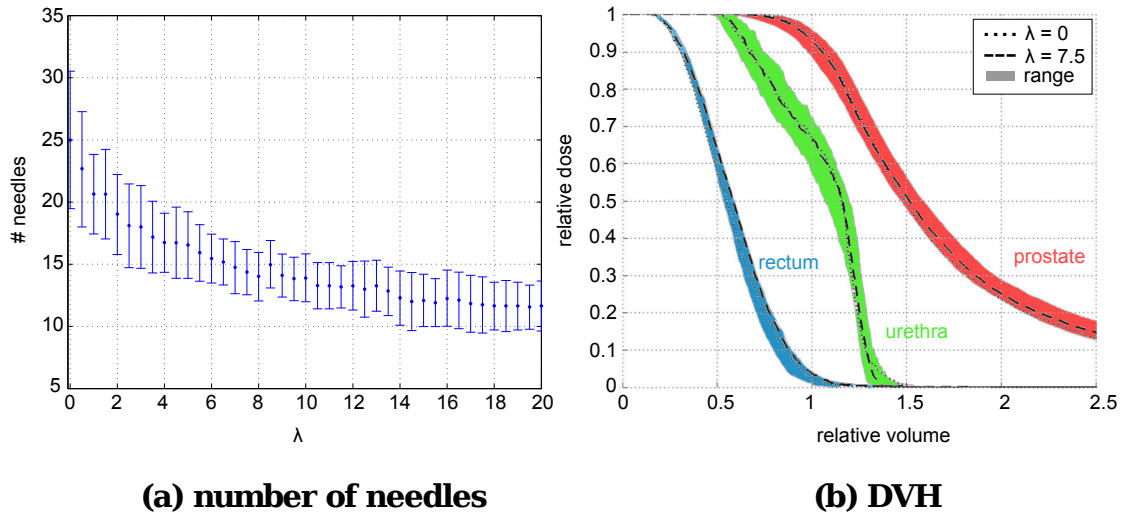 35
30
25
20
15
10
5
# needles
0
2
4
6
8
10
12
14
16
18
20
λ
(a) number of needles
1
0.9
0.8
0.7
0.6
0.5
0.4
0.3
0.2
0.1
0
relative dose
λ = 0
λ = 7.5
range
rectum
prostate
urethra
0
0.5
1
1.5
2
2.5
relative volume
(b) DVH